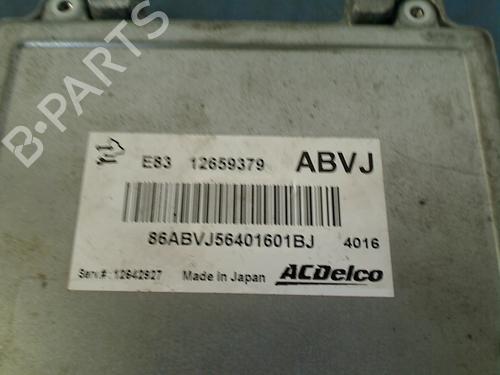 B-PARTS
E83 12659379 ABVJ
86ABVJ56401601BJ 4016
Serv.#.: 12642927 Made in Japan ACDelco